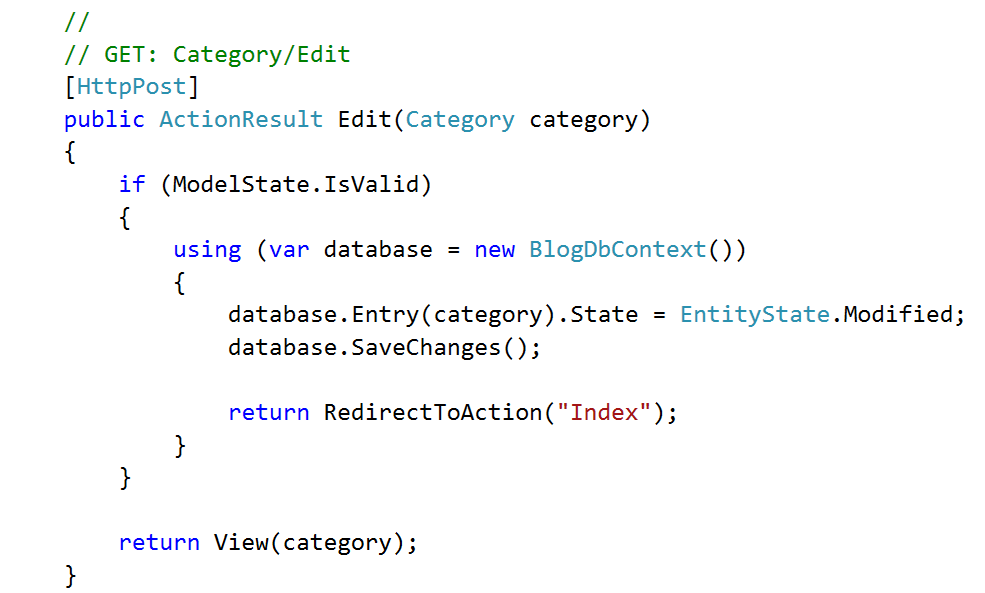 //
// GET: Category/Edit
[HttpPost]
public ActionResult Edit(Category category)
{
    if (ModelState.IsValid)
    {
        using (var database = new BlogDbContext())
        {
            database.Entry(category).State = EntityState.Modified;
            database.SaveChanges();

            return RedirectToAction("Index");
        }
    }

    return View(category);
}